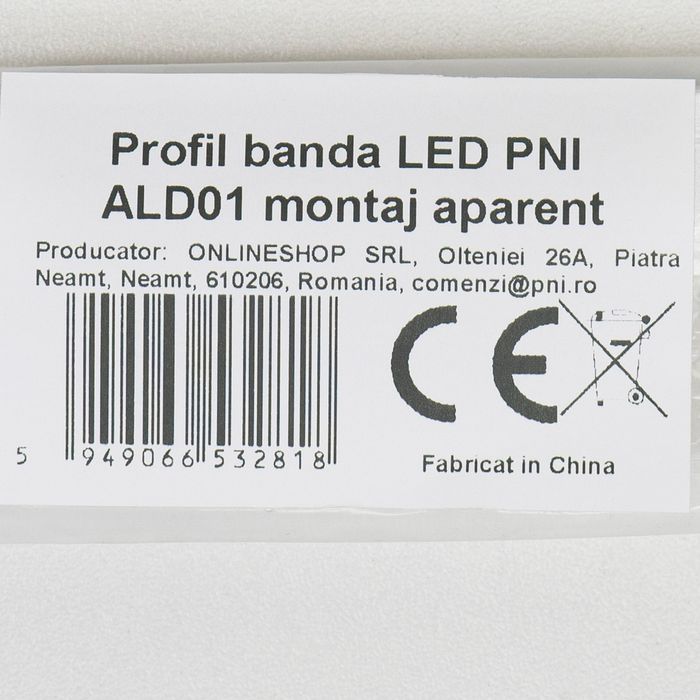 Profil banda LED PNI
ALD01 montaj aparent
Producator: ONLINESHOP SRL, Olteniei 26A, Piatra
Neamt, Neamt, 610206, Romania, comenzi@pni.ro
CE
5 949066 532818
Fabricat in China